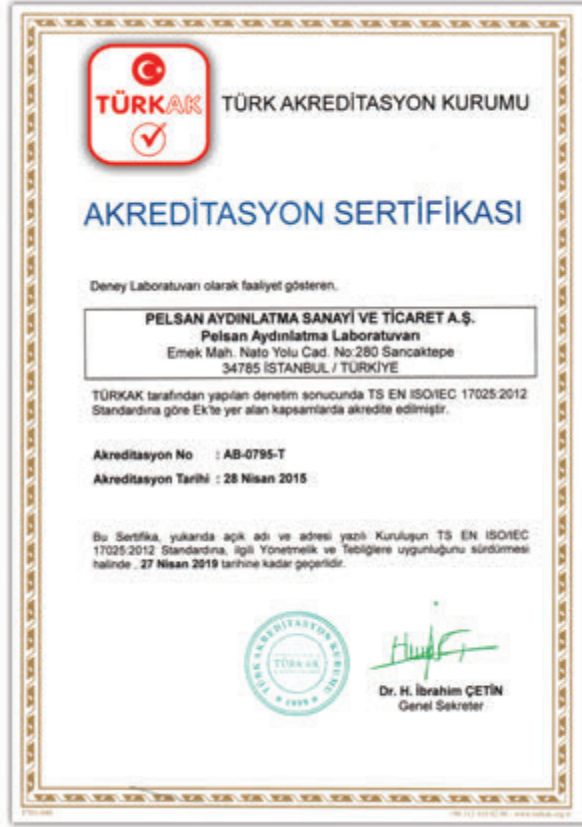 TÜRKAK
TÜRK AKREDİTASYON KURUMU
AKREDİTASYON SERTİFİKASI
Deney Laboratuvarı olarak faaliyet gösteren,
PELSAN AYDINLATMA SANAYİ VE TİCARET A.Ş.
Pelsan Aydınlatma Laboratuvarı
Emek Mah. Nato Yolu Cad. No:280 Sancaktepe
34785 İSTANBUL / TÜRKİYE
TÜRKAK tarafından yapılan denetim sonucunda TS EN ISO/IEC 17025:2012
Standardına göre Ek'te yer alan kapsamlarda akredite edilmiştir.
Akreditasyon No : AB-0795-T
Akreditasyon Tarihi : 28 Nisan 2015
Bu Sertifika, yukarıda açık adı ve adresi yazılı Kuruluşun TS EN ISO/IEC
17025:2012 Standardına, ilgili Yönetmelik ve Tebliğlere uygunluğunu sürdürmesi
halinde , 27 Nisan 2019 tarihine kadar geçerlidir.
TÜRK AKREDİTASYON KURUMU
TÜRKAK
Dr. H. İbrahim ÇETİN
Genel Sekreter